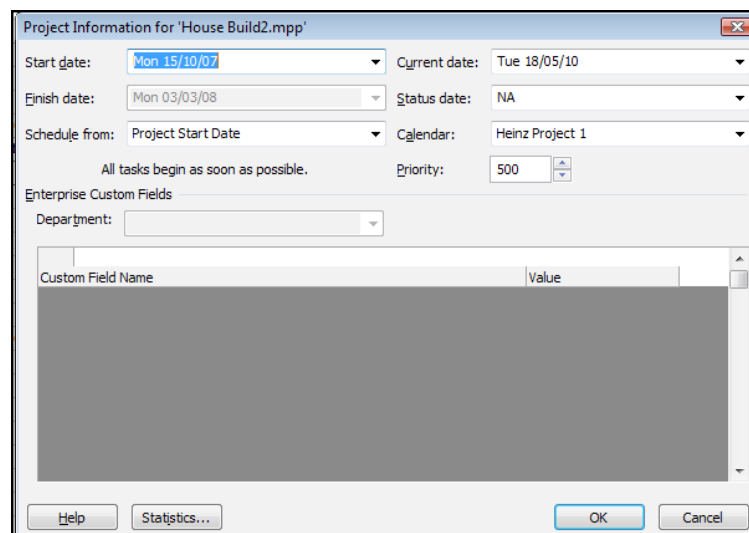 Project Information for 'House Build2.mpp'
Start date: Mon 15/10/07 Current date: Tue 18/05/10
Finish date: Mon 03/03/08 Status date: NA
Schedule from: Project Start Date Calendar: Heinz Project 1
All tasks begin as soon as possible. Priority: 500
Enterprise Custom Fields
Department:
Custom Field Name Value
Help Statistics... OK Cancel